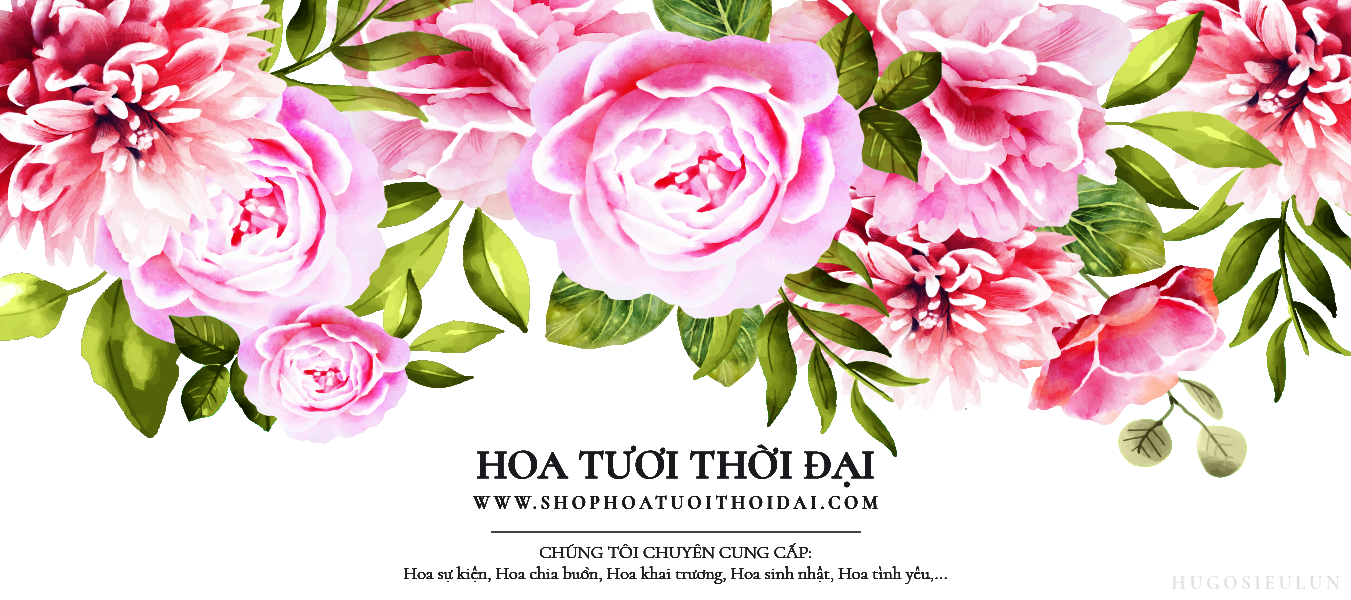 HOA TƯƠI THỜI ĐẠI
WWW.SHOPHOATUOITHOIDAI.COM
CHÚNG TÔI CHUYÊN CUNG CẤP:
Hoa sự kiện, Hoa chia buồn, Hoa khai trương, Hoa sinh nhật, Hoa tình yêu,...
HUGOSIEULUN